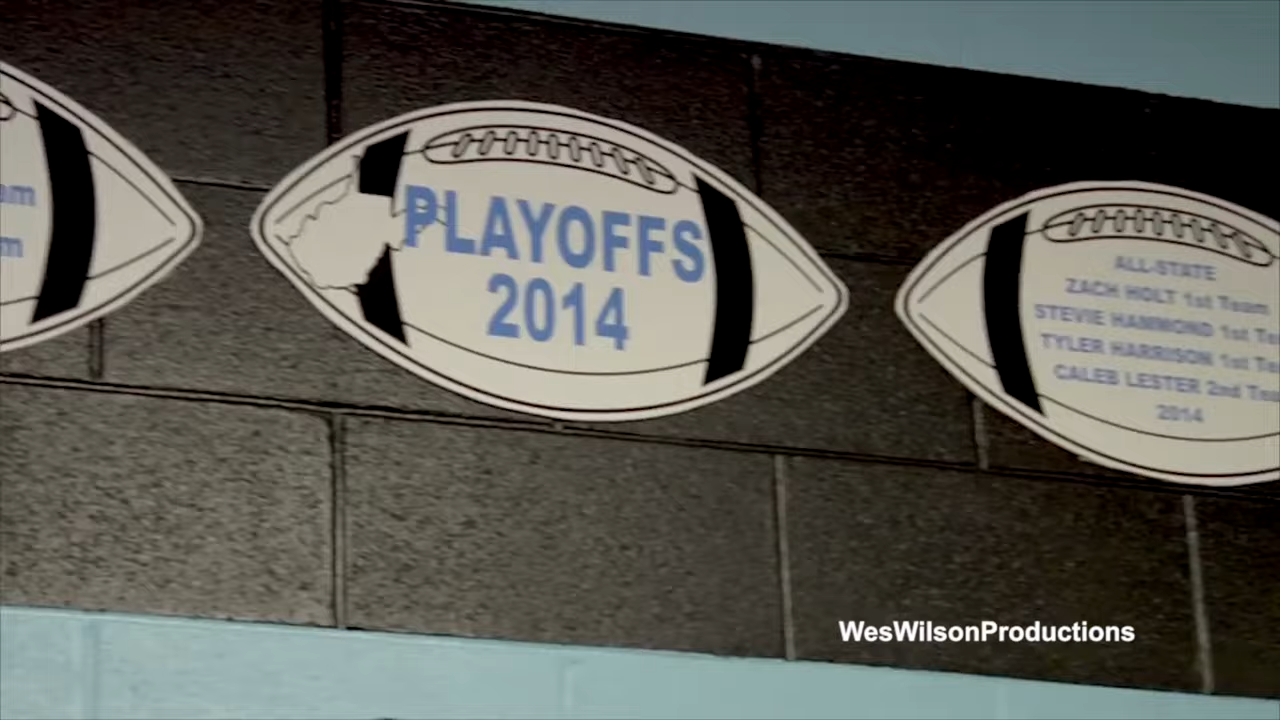 PLAYOFFS
2014
ALL-STATE
ZACH HOLT 1st Team
STEVIE HAMMOND 1st
TYLER HARRISON 1st
CALEB LESTER 2nd
2014
WesWilsonProductions